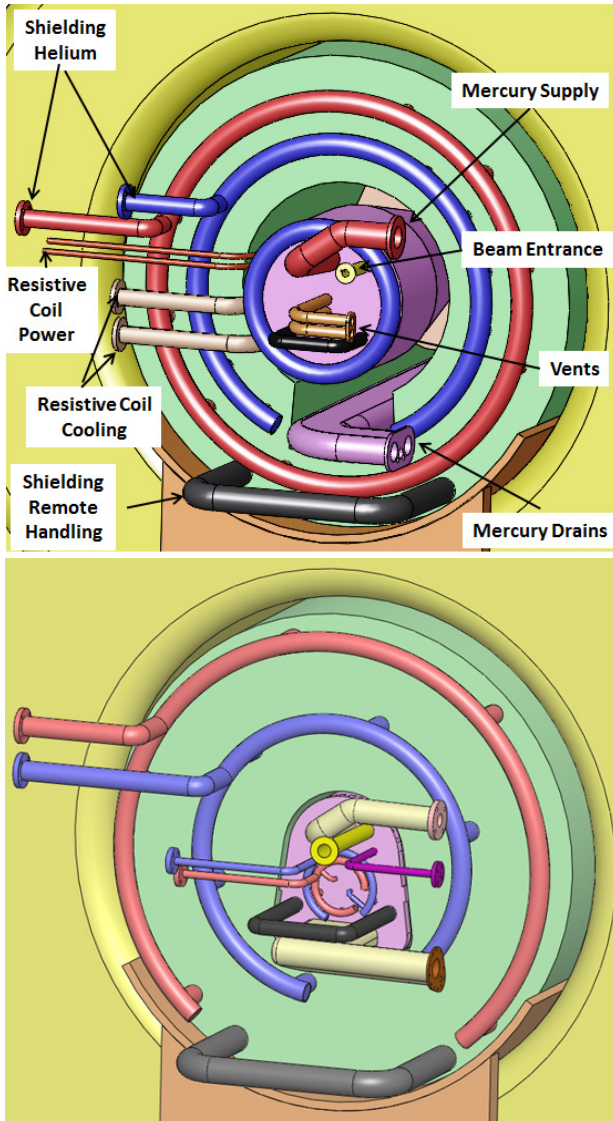 Shielding
Helium
Mercury Supply
Beam Entrance
Resistive
Coil
Power
Vents
Resistive Coil
Cooling
Shielding
Remote
Handling
Mercury Drains